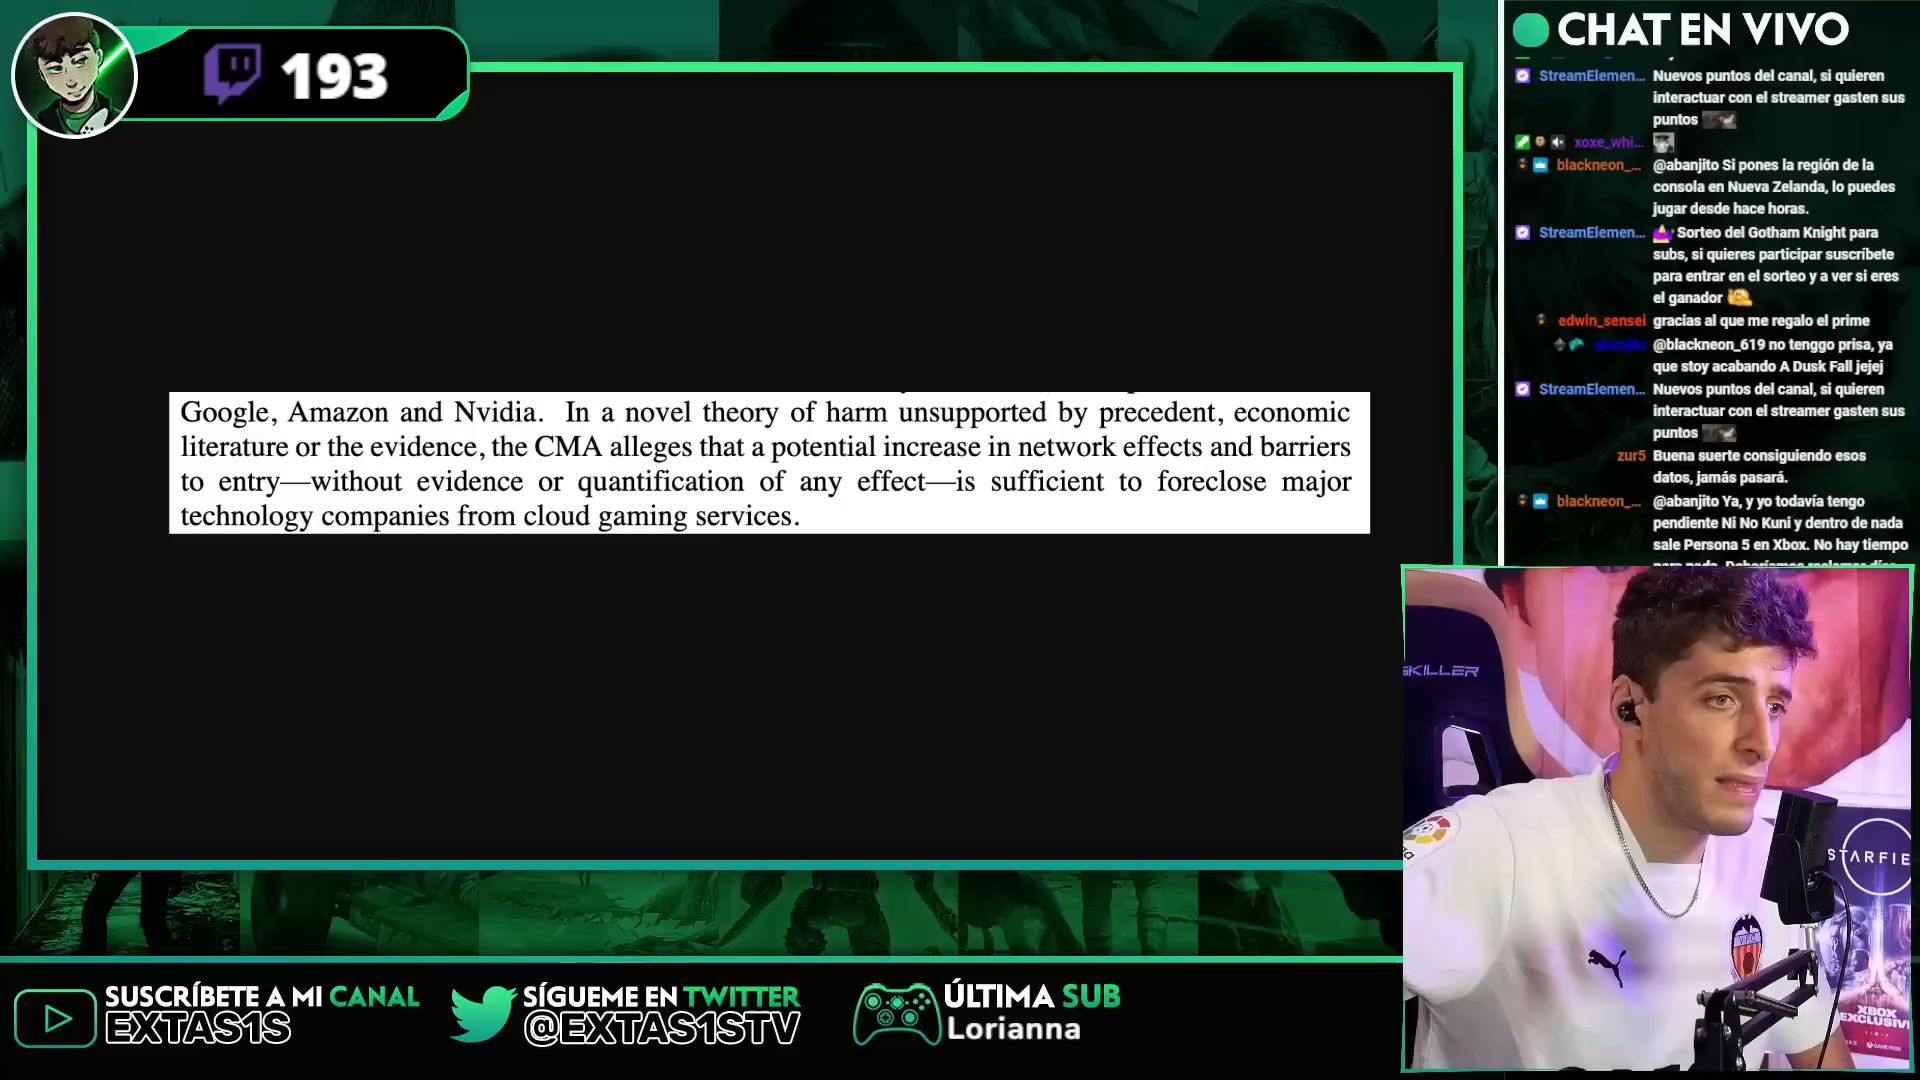 193
CHAT EN VIVO
StreamElemen... Nuevos puntos del canal, si quieren
interactuar con el streamer gasten sus
puntos
xoxe_whi...
blackneon_... @abanjito Si pones la región de la
consola en Nueva Zelanda, lo puedes
jugar desde hace horas.
StreamElemen... Sorteo del Gotham Knight para
subs, si quieres participar suscríbete
para entrar en el sorteo y a ver si eres
el ganador
edwin_sensei gracias al que me regalo el prime
abanjito @blackneon_619 no tenggo prisa, ya
que stoy acabando A Dusk Fall jejej
StreamElemen... Nuevos puntos del canal, si quieren
interactuar con el streamer gasten sus
puntos
zur5 Buena suerte consiguiendo esos
datos, jamás pasará.
blackneon_... @abanjito Ya, y yo todavía tengo
pendiente Ni No Kuni y dentro de nada
sale Persona 5 en Xbox. No hay tiempo
Google, Amazon and Nvidia. In a novel theory of harm unsupported by precedent, economic
literature or the evidence, the CMA alleges that a potential increase in network effects and barriers
to entry—without evidence or quantification of any effect—is sufficient to foreclose major
technology companies from cloud gaming services.
SKILLER
STARFIE
XBOX
EXCLUSIV
GAME PASS
SUSCRÍBETE A MI CANAL
EXTAS1S
SÍGUEME EN TWITTER
@EXTAS1STV
ÚLTIMA SUB
Lorianna